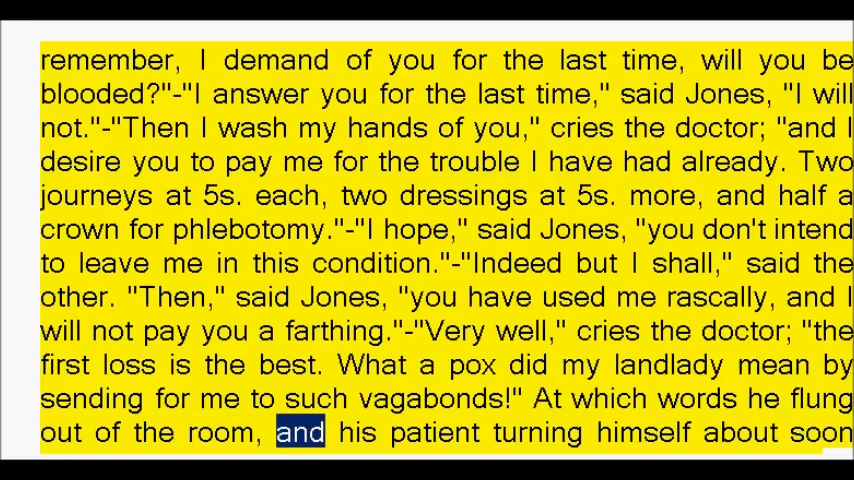 remember, I demand of you for the last time, will you be
blooded?"-"I answer you for the last time," said Jones, "I will
not."-"Then I wash my hands of you," cries the doctor; "and I
desire you to pay me for the trouble I have had already. Two
journeys at 5s. each, two dressings at 5s. more, and half a
crown for phlebotomy."-"I hope," said Jones, "you don't intend
to leave me in this condition."-"Indeed but I shall," said the
other. "Then," said Jones, "you have used me rascally, and I
will not pay you a farthing."-"Very well," cries the doctor; "the
first loss is the best. What a pox did my landlady mean by
sending for me to such vagabonds!" At which words he flung
out of the room, and his patient turning himself about soon